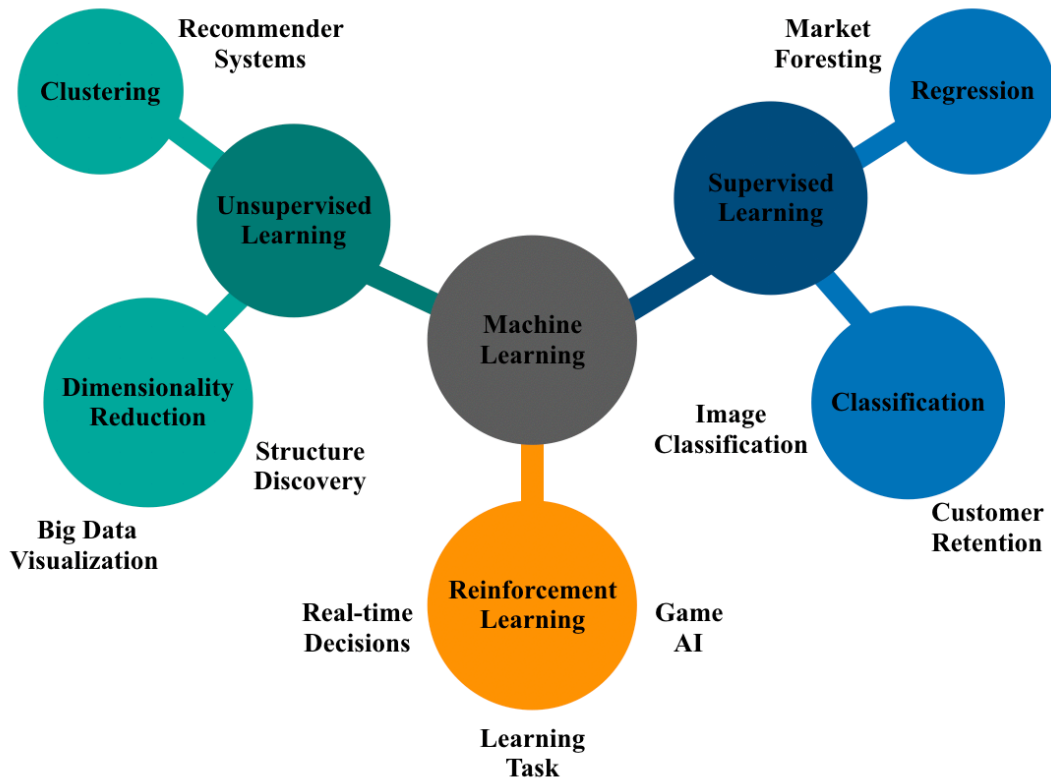 Recommender
Systems
Clustering
Market
Foresting
Regression
Unsupervised
Learning
Supervised
Learning
Machine
Learning
Dimensionality
Reduction
Structure
Discovery
Big Data
Visualization
Image
Classification
Classification
Customer
Retention
Reinforcement
Learning
Real-time
Decisions
Game
AI
Learning
Task